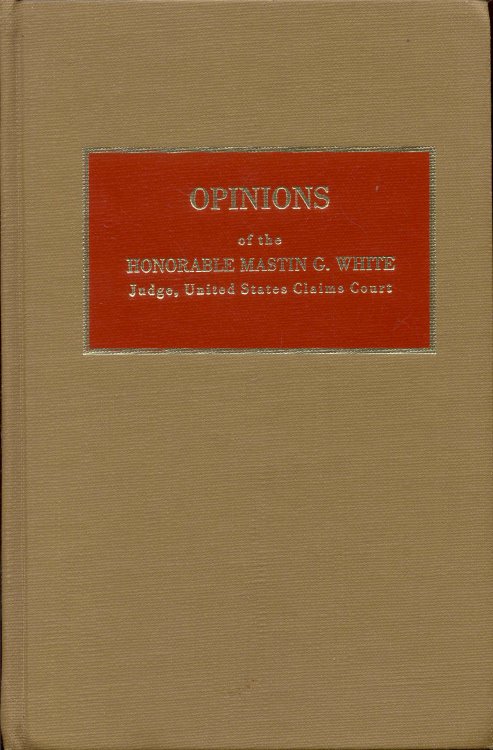 OPINIONS
of the
HONORABLE MASTIN G. WHITE
Judge, United States Claims Court